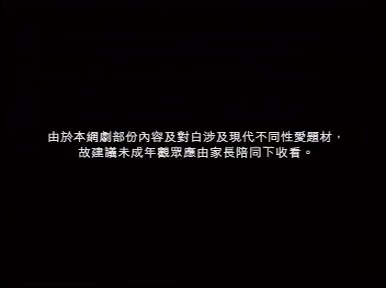 由於本網劇部份內容及對白涉及現代不同性愛題材，
故建議未成年觀眾應由家長陪同下收看。